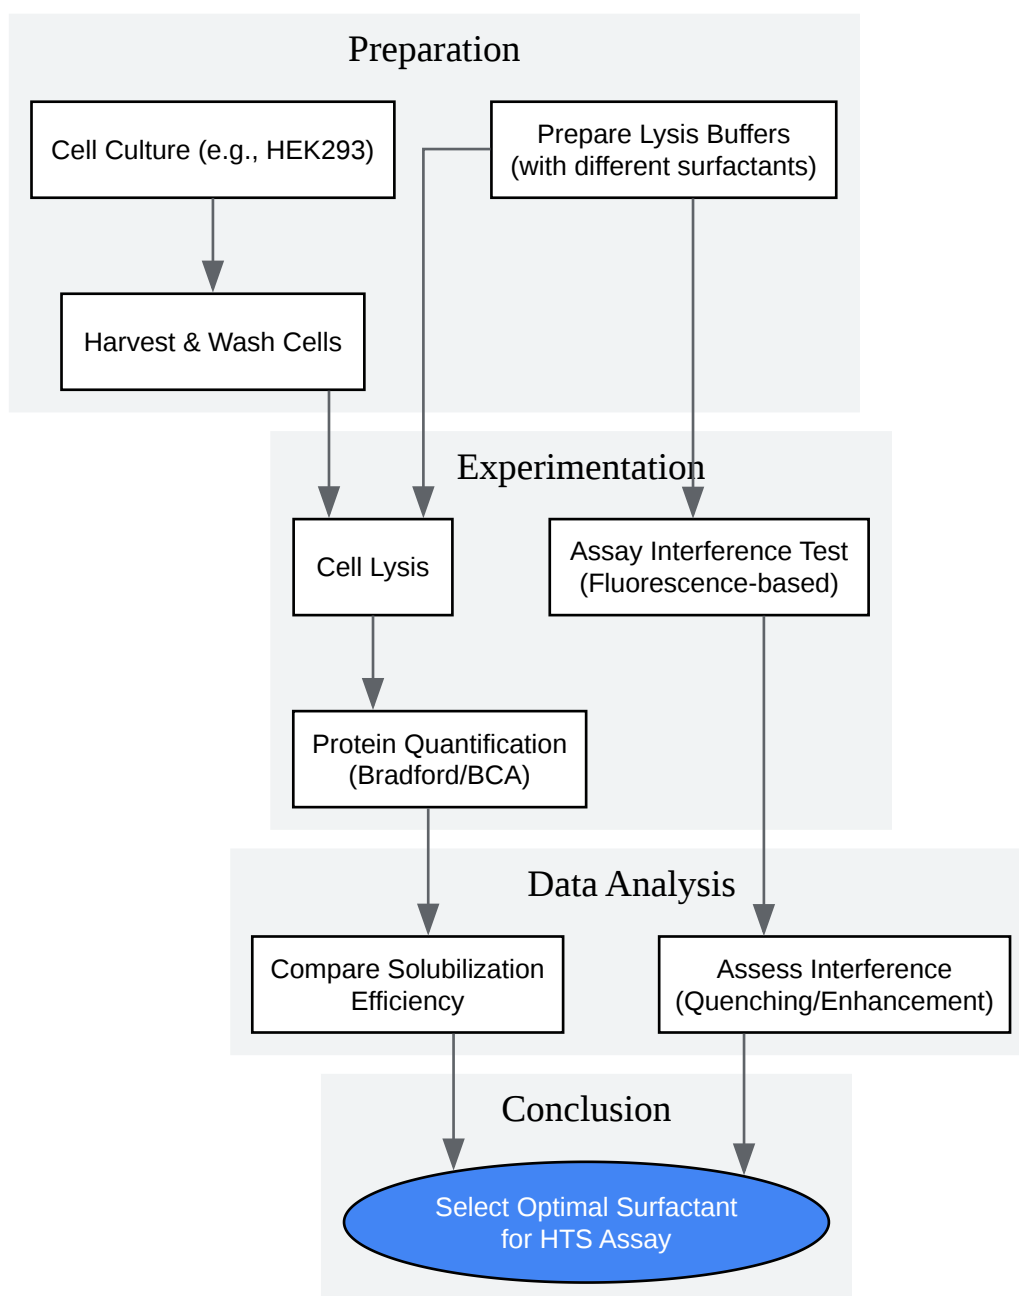 Preparation
Cell Culture (e.g., HEK293)
Prepare Lysis Buffers
(with different surfactants)
Harvest & Wash Cells
Experimentation
Cell Lysis
Assay Interference Test
(Fluorescence-based)
Protein Quantification
(Bradford/BCA)
Data Analysis
Compare Solubilization
Efficiency
Assess Interference
(Quenching/Enhancement)
Conclusion
Select Optimal Surfactant
for HTS Assay